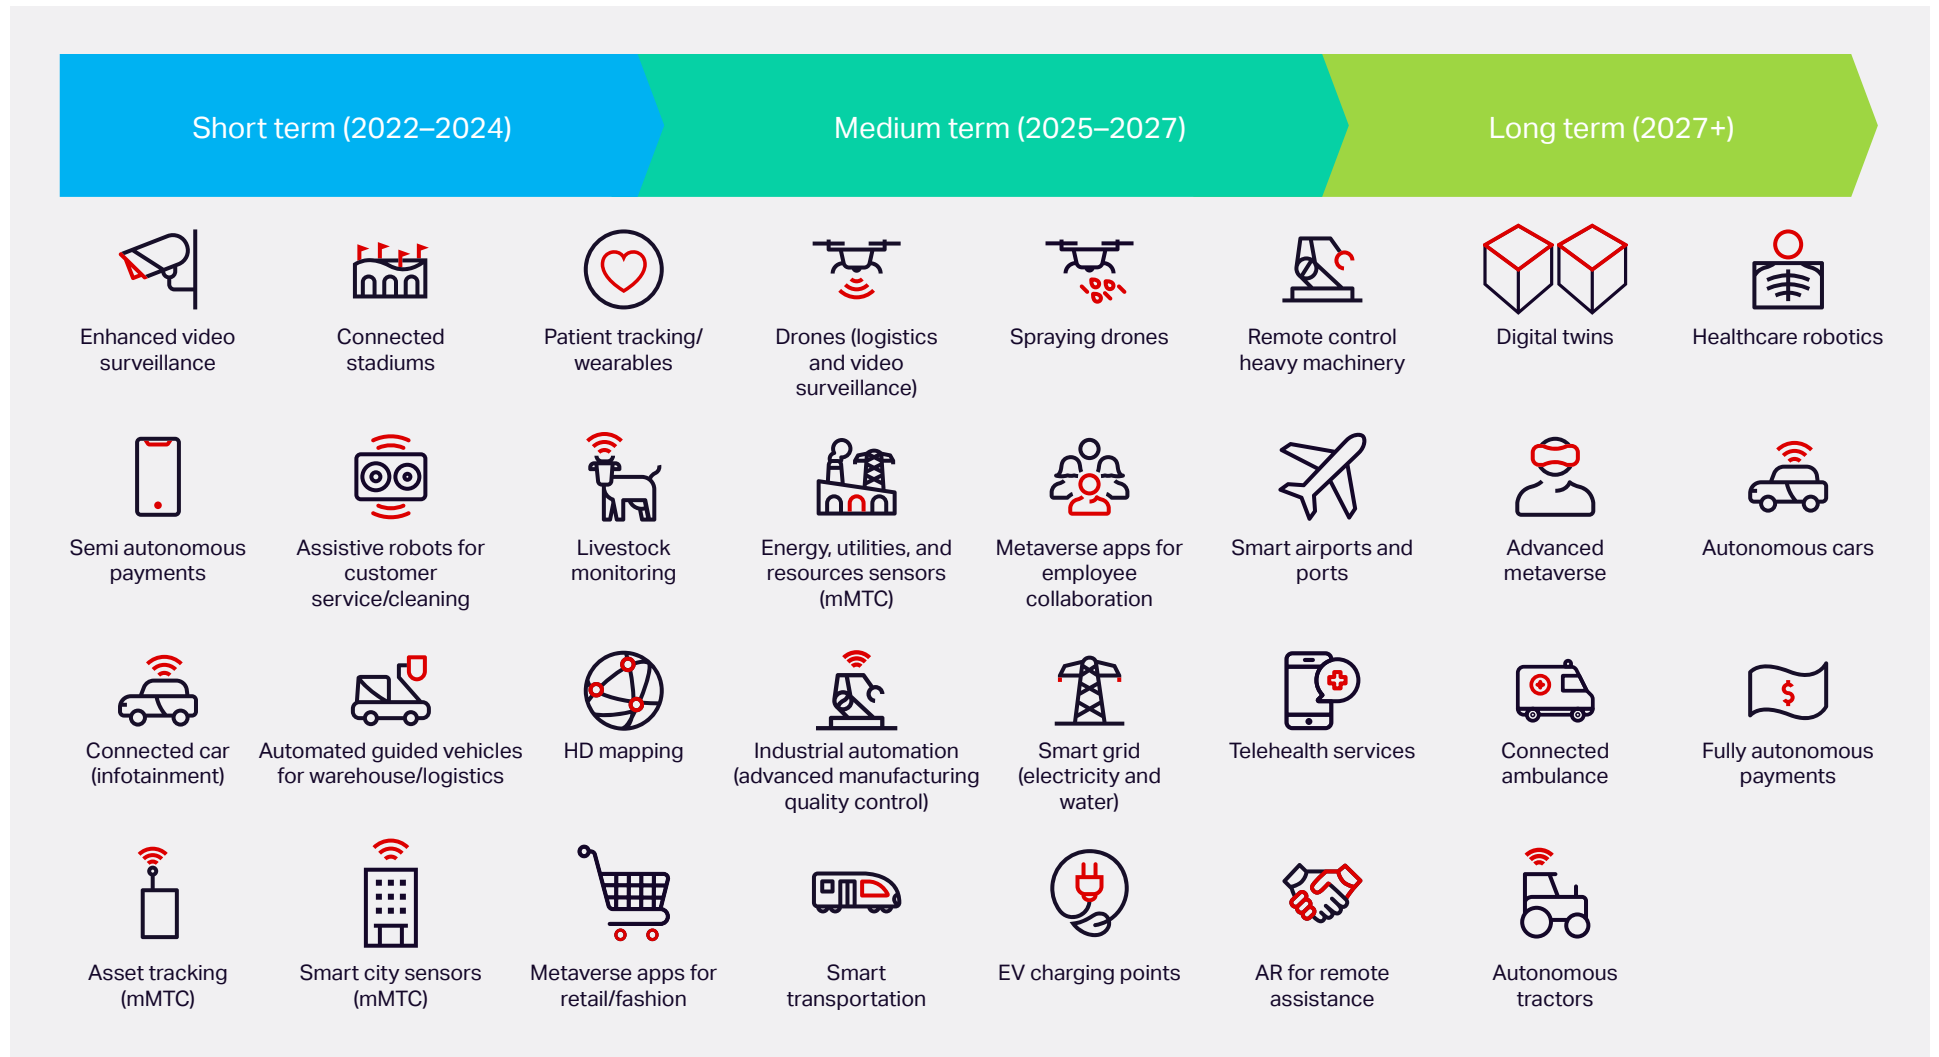 Short term (2022–2024)
Medium term (2025–2027)
Long term (2027+)
Enhanced video
surveillance
Connected
stadiums
Patient tracking/
wearables
Drones (logistics
and video
surveillance)
Spraying drones
Remote control
heavy machinery
Digital twins
Healthcare robotics
Semi autonomous
payments
Assistive robots for
customer
service/cleaning
Livestock
monitoring
Energy, utilities, and
resources sensors
(mMTC)
Metaverse apps for
employee
collaboration
Smart airports and
ports
Advanced
metaverse
Autonomous cars
Connected car
(infotainment)
Automated guided vehicles
for warehouse/logistics
HD mapping
Industrial automation
(advanced manufacturing
quality control)
Smart grid
(electricity and
water)
Telehealth services
Connected
ambulance
$
Fully autonomous
payments
Asset tracking
(mMTC)
Smart city sensors
(mMTC)
Metaverse apps for
retail/fashion
Smart
transportation
EV charging points
AR for remote
assistance
Autonomous
tractors